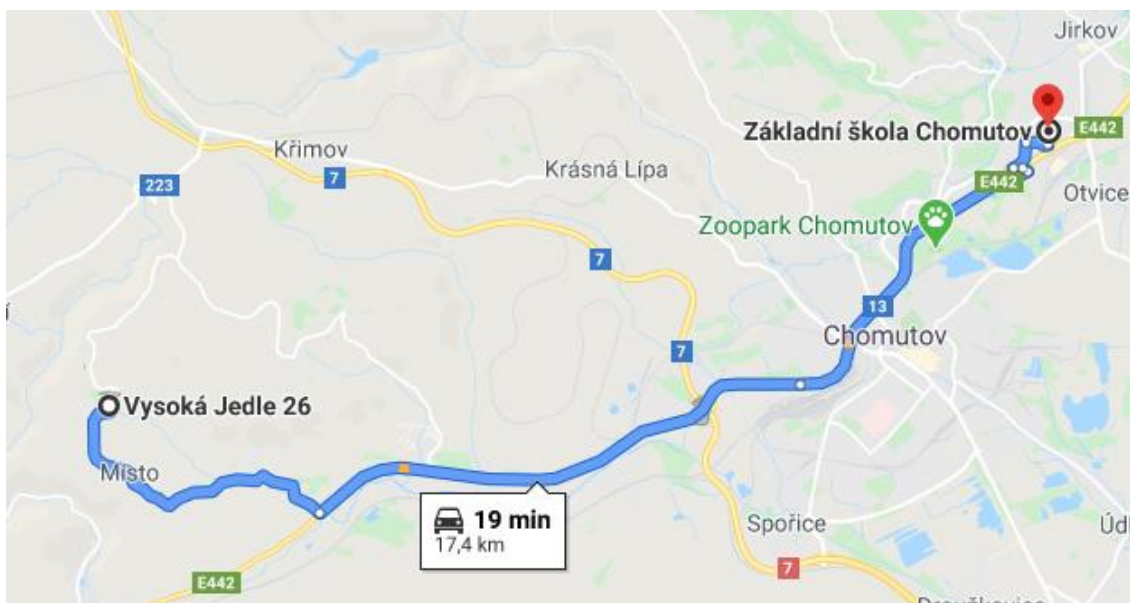 Jirkov
Základní škola Chomutov
E442
Křimov
7
Krásná Lípa
E442
223
Otvice
Zoopark Chomutov
7
13
Chomutov
7
Vysoká Jedle 26
Místo
19 min
17,4 km
Spořice
E442
7